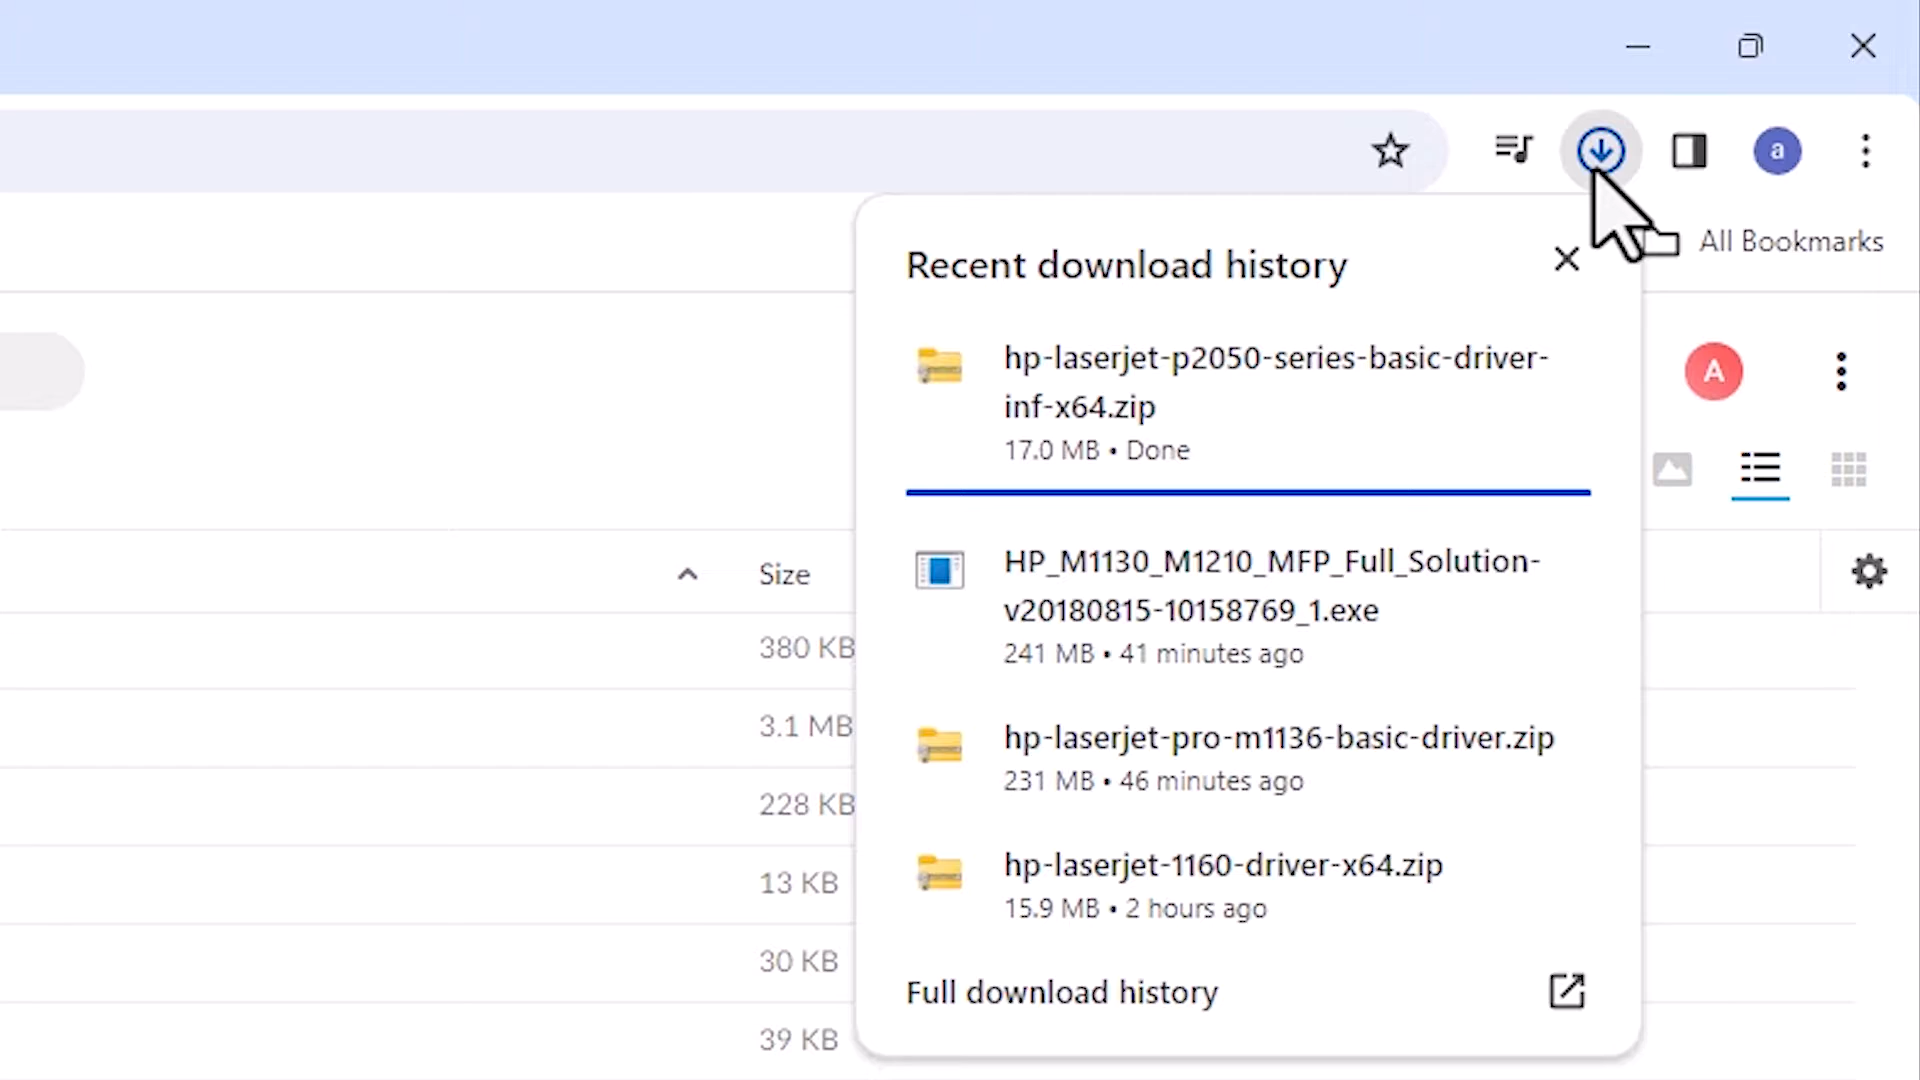 a
All Bookmarks
Recent download history
hp-laserjet-p2050-series-basic-driver-
inf-x64.zip
17.0 MB • Done
A
HP_M1130_M1210_MFP_Full_Solution-
v20180815-10158769_1.exe
241 MB • 41 minutes ago
hp-laserjet-pro-m1136-basic-driver.zip
231 MB • 46 minutes ago
hp-laserjet-1160-driver-x64.zip
15.9 MB • 2 hours ago
Full download history
Size
380 KB
3.1 MB
228 KB
13 KB
30 KB
39 KB